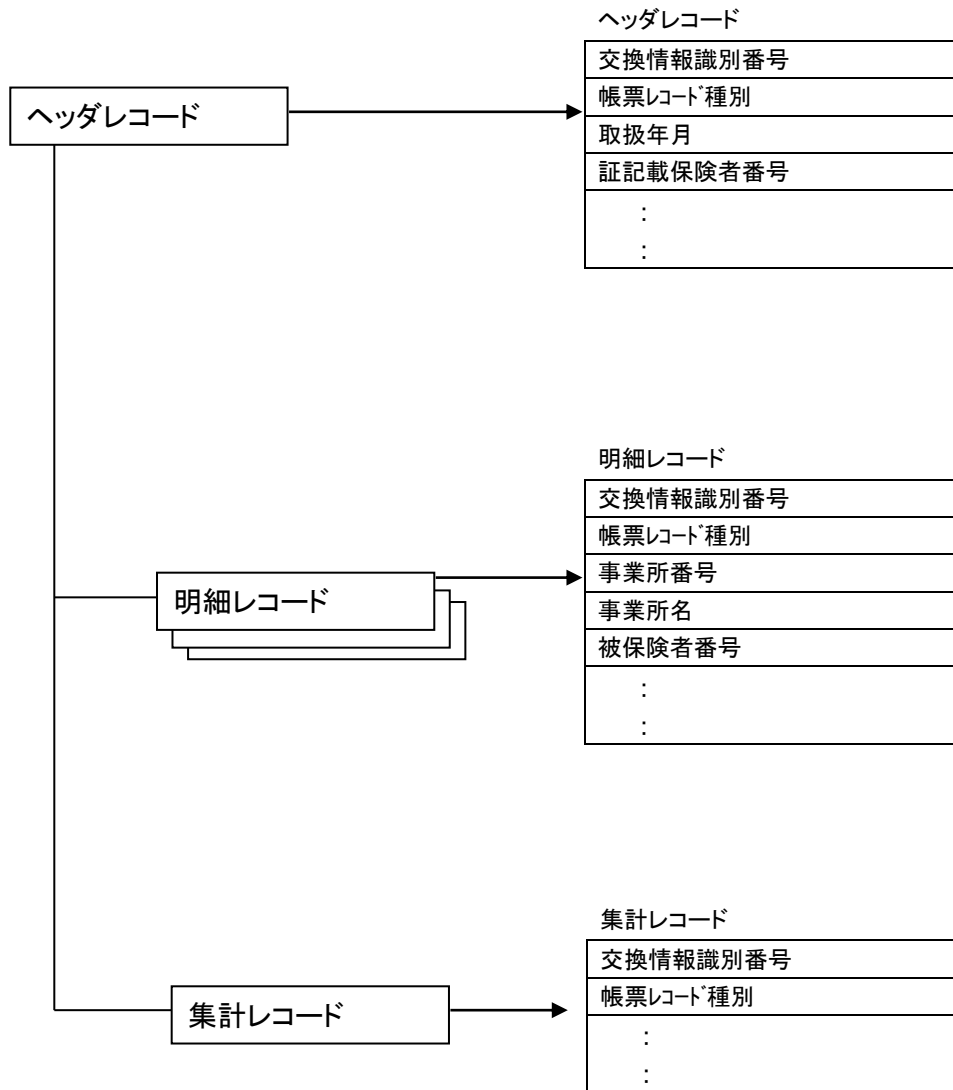 ヘッダレコード
ヘッダレコード
交換情報識別番号
帳票ﾚｺｰﾄﾞ種別
取扱年月
証記載保険者番号
:
:
明細レコード
明細レコード
交換情報識別番号
帳票ﾚｺｰﾄﾞ種別
事業所番号
事業所名
被保険者番号
:
:
集計レコード
集計レコード
交換情報識別番号
帳票ﾚｺｰﾄﾞ種別
:
: